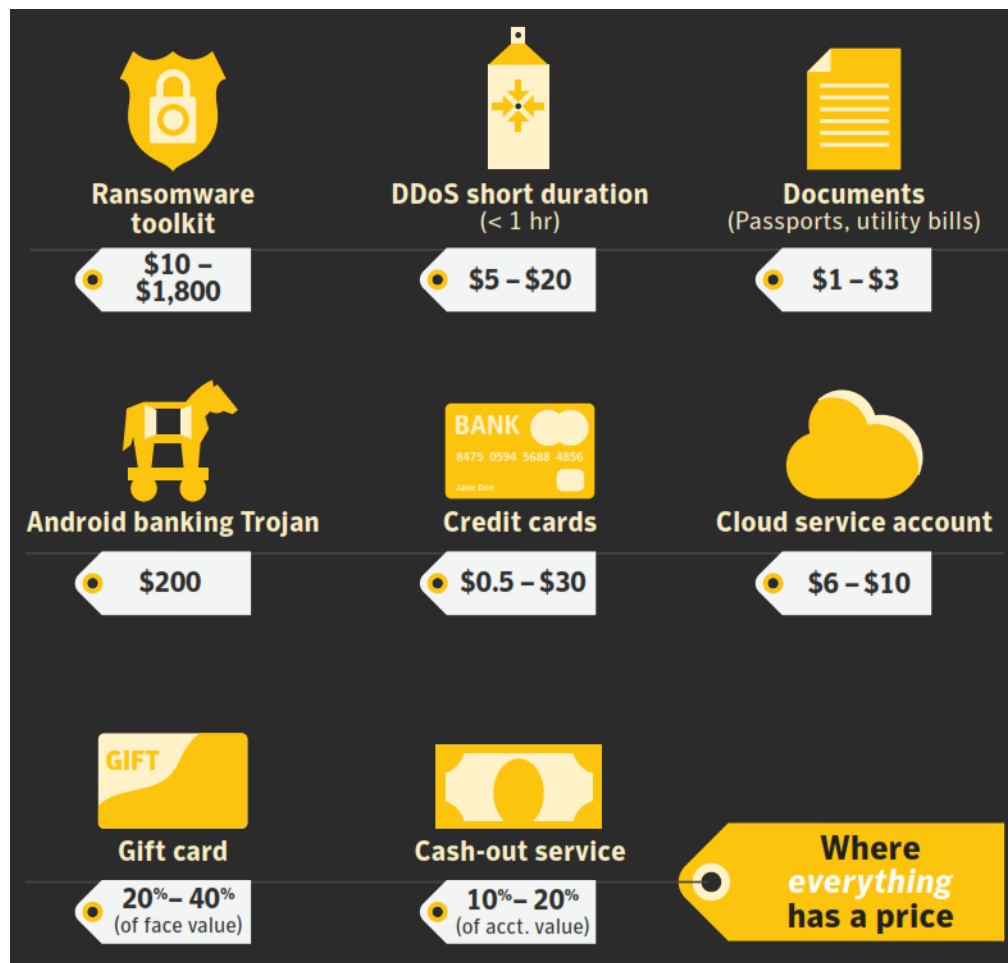 Ransomware
toolkit
$10 –
$1,800
DDoS short duration
(< 1 hr)
$5 – $20
Documents
(Passports, utility bills)
$1 – $3
Android banking Trojan
$200
BANK
8475 0594 5688 4856
Jane Doe
Credit cards
$0.5 – $30
Cloud service account
$6 – $10
GIFT
Gift card
20%– 40%
(of face value)
Cash-out service
10%– 20%
(of acct. value)
Where
everything
has a price